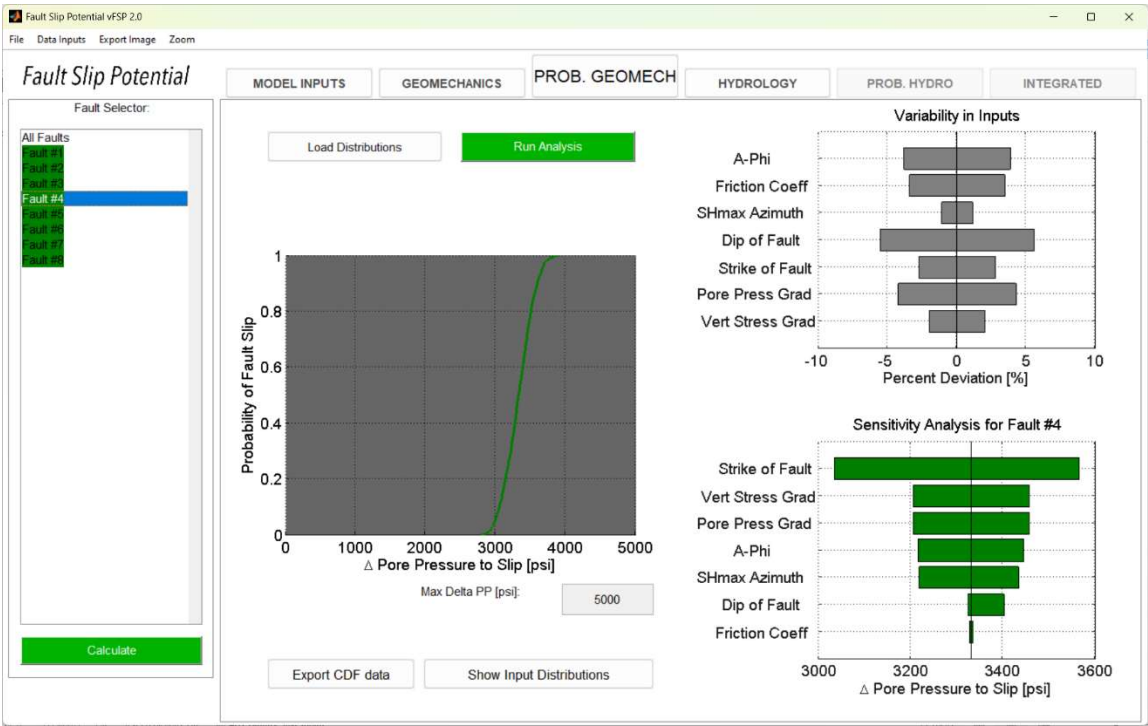 Fault Slip Potential vFSP 2.0
File Data Inputs Export Image Zoom
Fault Slip Potential
MODEL INPUTS GEOMECHANICS PROB. GEOMECH HYDROLOGY PROB. HYDRO INTEGRATED
Fault Selector:
All Faults
Fault #1
Fault #2
Fault #3
Fault #4
Fault #5
Fault #6
Fault #7
Fault #8
Calculate
Load Distributions Run Analysis
Probability of Fault Slip
1
0.8
0.6
0.4
0.2
0
0 1000 2000 3000 4000 5000
Δ Pore Pressure to Slip [psi]
Max Delta PP [psi]: 5000
Export CDF data Show Input Distributions
Variability in Inputs
A-Phi
Friction Coeff
SHmax Azimuth
Dip of Fault
Strike of Fault
Pore Press Grad
Vert Stress Grad
-10 -5 0 5 10
Percent Deviation [%]
Sensitivity Analysis for Fault #4
Strike of Fault
Vert Stress Grad
Pore Press Grad
A-Phi
SHmax Azimuth
Dip of Fault
Friction Coeff
3000 3200 3400 3600
Δ Pore Pressure to Slip [psi]